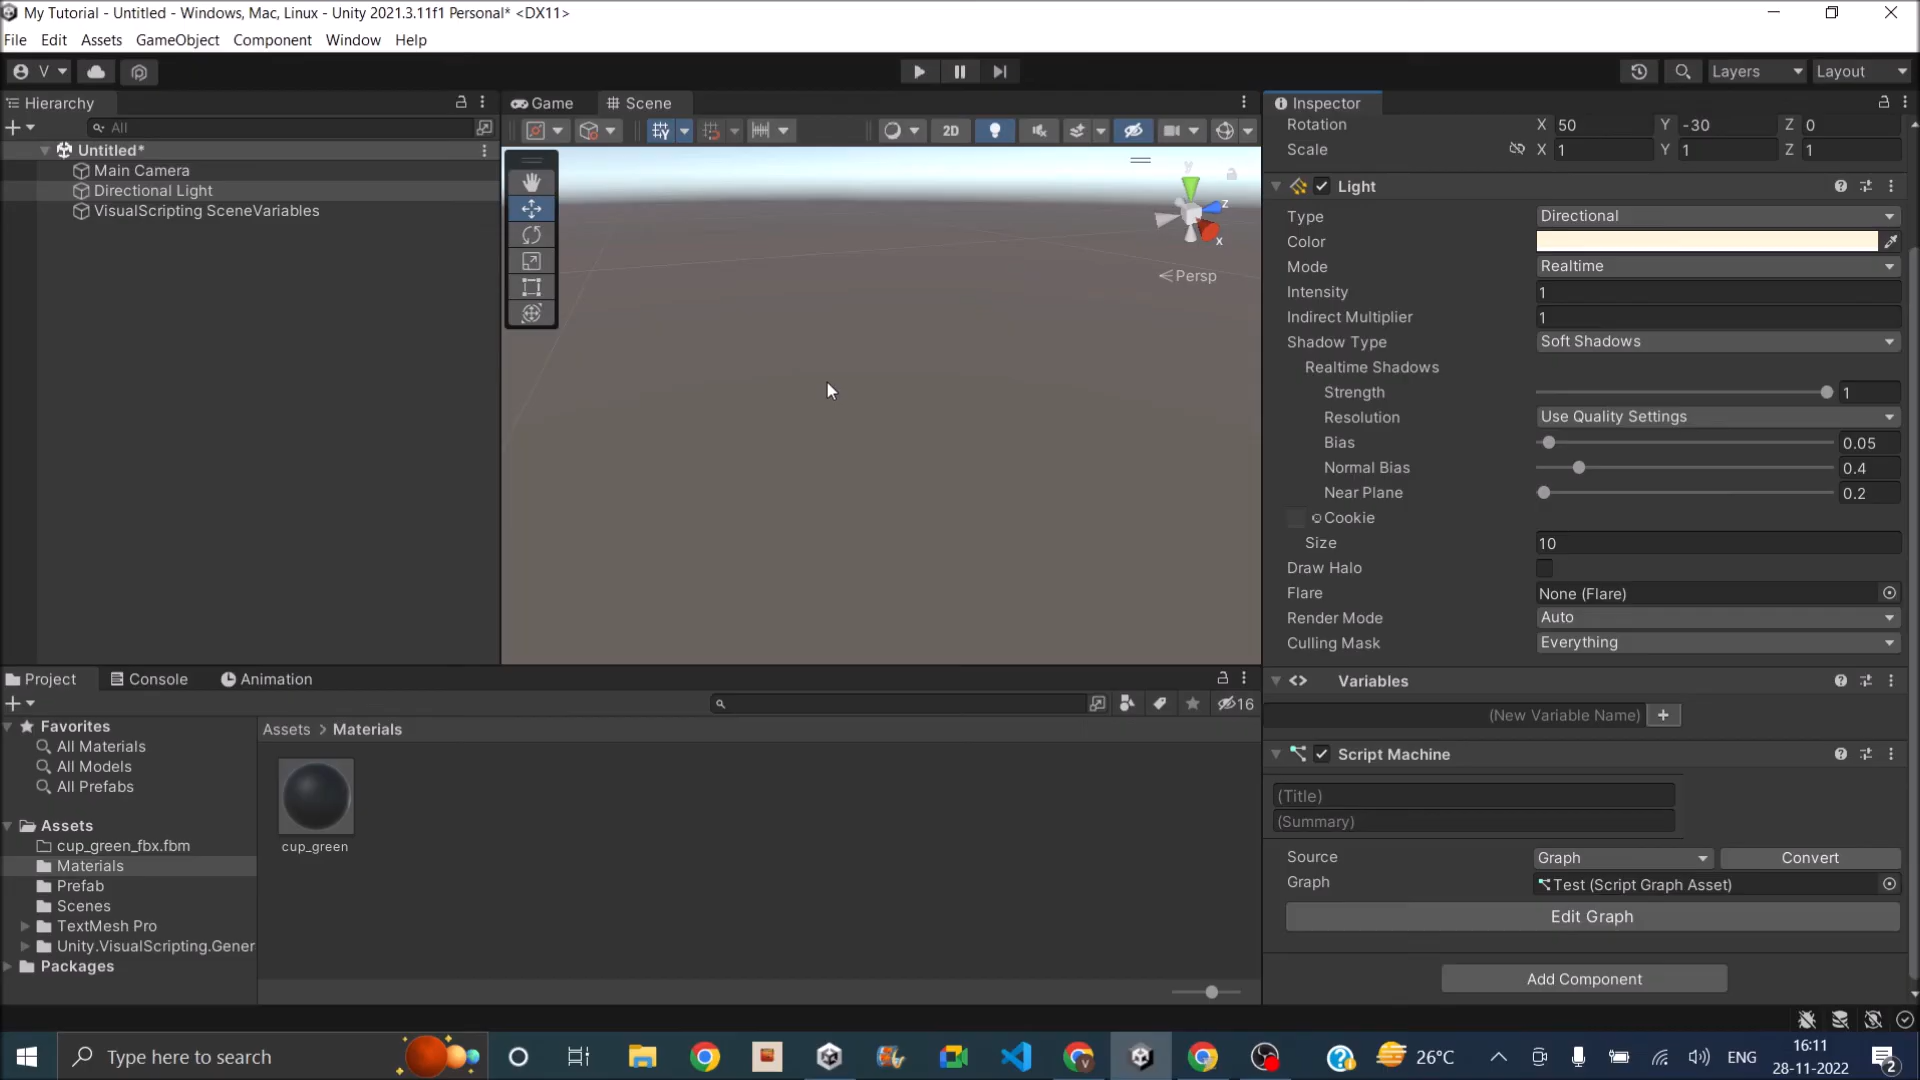 My Tutorial - Untitled - Windows, Mac, Linux - Unity 2021.3.11f1 Personal* <DX11>
File Edit Assets GameObject Component Window Help
V
Layers Layout
Hierarchy
All
Untitled*
Main Camera
Directional Light
VisualScripting SceneVariables
Game Scene
2D
y
z
x
Persp
Inspector
Rotation X 50 Y -30 Z 0
Scale X 1 Y 1 Z 1
Light
Type Directional
Color
Mode Realtime
Intensity 1
Indirect Multiplier 1
Shadow Type Soft Shadows
Realtime Shadows
Strength 1
Resolution Use Quality Settings
Bias 0.05
Normal Bias 0.4
Near Plane 0.2
Cookie
Size 10
Draw Halo
Flare None (Flare)
Render Mode Auto
Culling Mask Everything
Variables
(New Variable Name) +
Script Machine
(Title)
(Summary)
Source Graph Convert
Graph Test (Script Graph Asset)
Edit Graph
Add Component
Project Console Animation
16
Favorites
All Materials
All Models
All Prefabs
Assets
cup_green_fbx.fbm
Materials
Prefab
Scenes
TextMesh Pro
Unity.VisualScripting.Gener
Packages
Assets > Materials
cup_green
Type here to search
26°C
ENG
16:11
28-11-2022
2